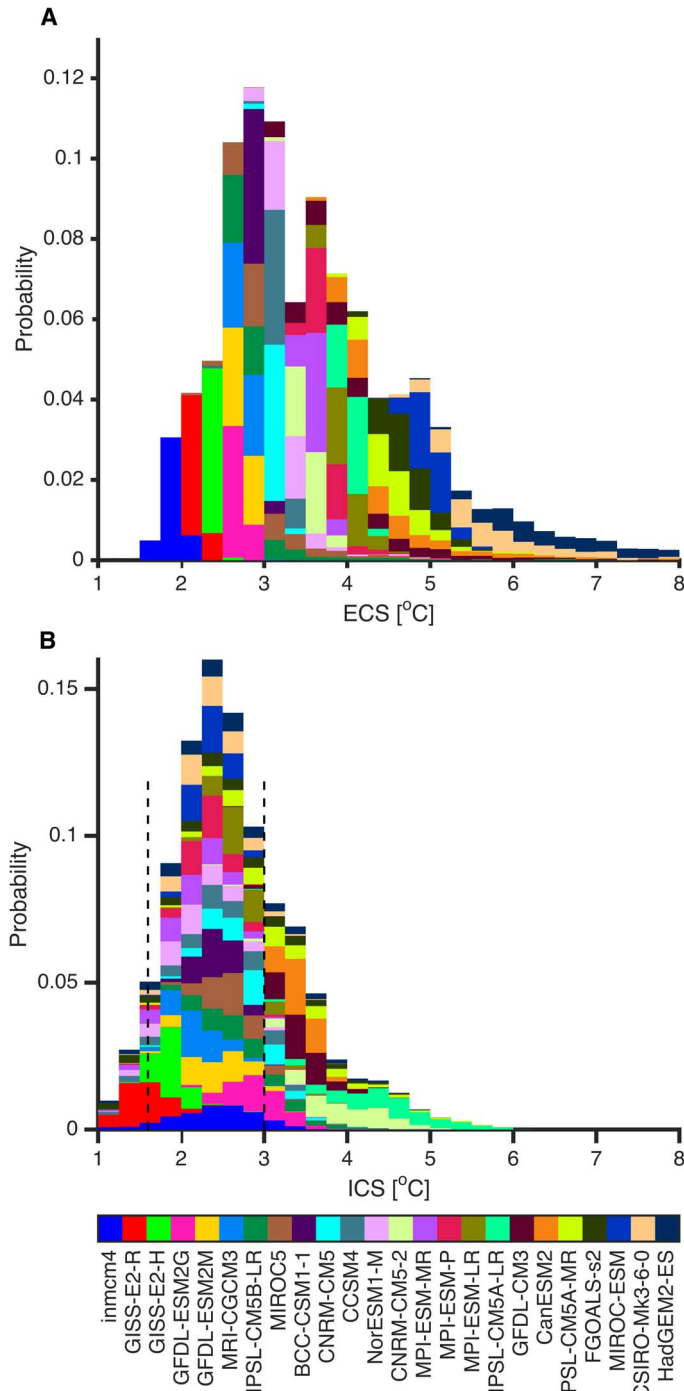 A
0.12
0.1
0.08
0.06
0.04
0.02
0
Probability
1 2 3 4 5 6 7 8
ECS [°C]
B
0.15
0.1
0.05
0
Probability
1 2 3 4 5 6 7 8
ICS [°C]
inmcm4
GISS-E2-R
GISS-E2-H
GFDL-ESM2G
GFDL-ESM2M
MRI-CGCM3
IPSL-CM5B-LR
MIROC5
BCC-CSM1-1
CNRM-CM5
CCSM4
NorESM1-M
CNRM-CM5-2
MPI-ESM-MR
MPI-ESM-P
MPI-ESM-LR
IPSL-CM5A-LR
GFDL-CM3
CanESM2
IPSL-CM5A-MR
FGOALS-s2
MIROC-ESM
CSIRO-Mk3-6-0
HadGEM2-ES